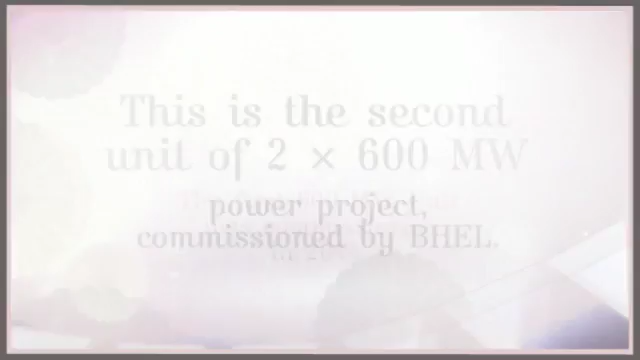 This is the second
unit of 2 × 600 MW
power project,
commissioned by BHEL.